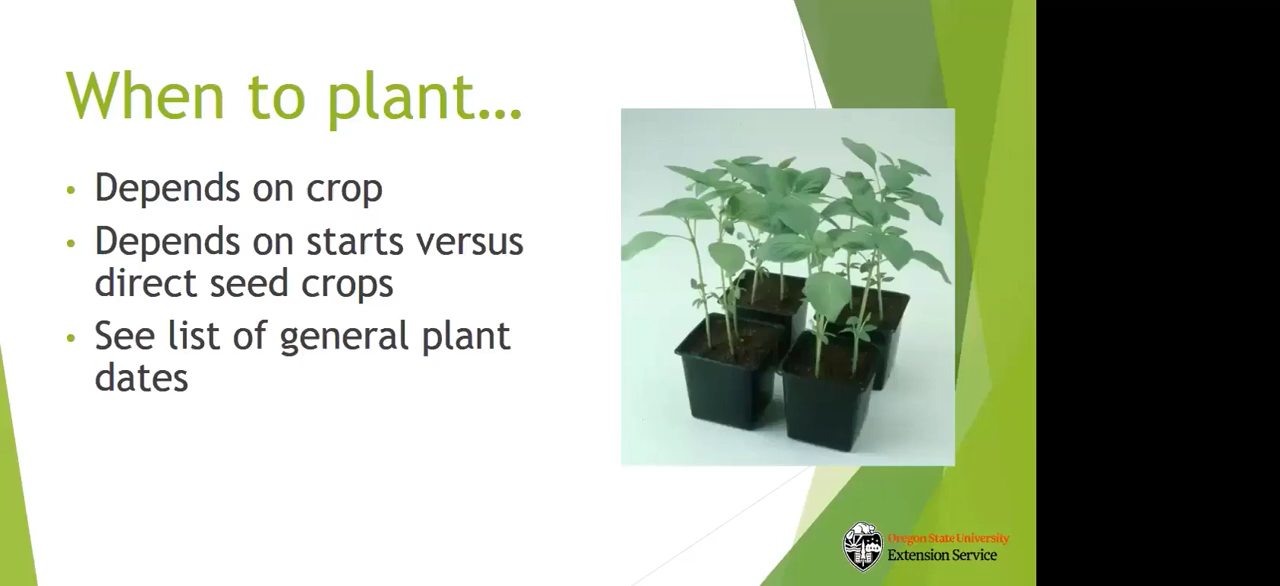 When to plant…
• Depends on crop
• Depends on starts versus
direct seed crops
• See list of general plant
dates
Oregon State University
Extension Service